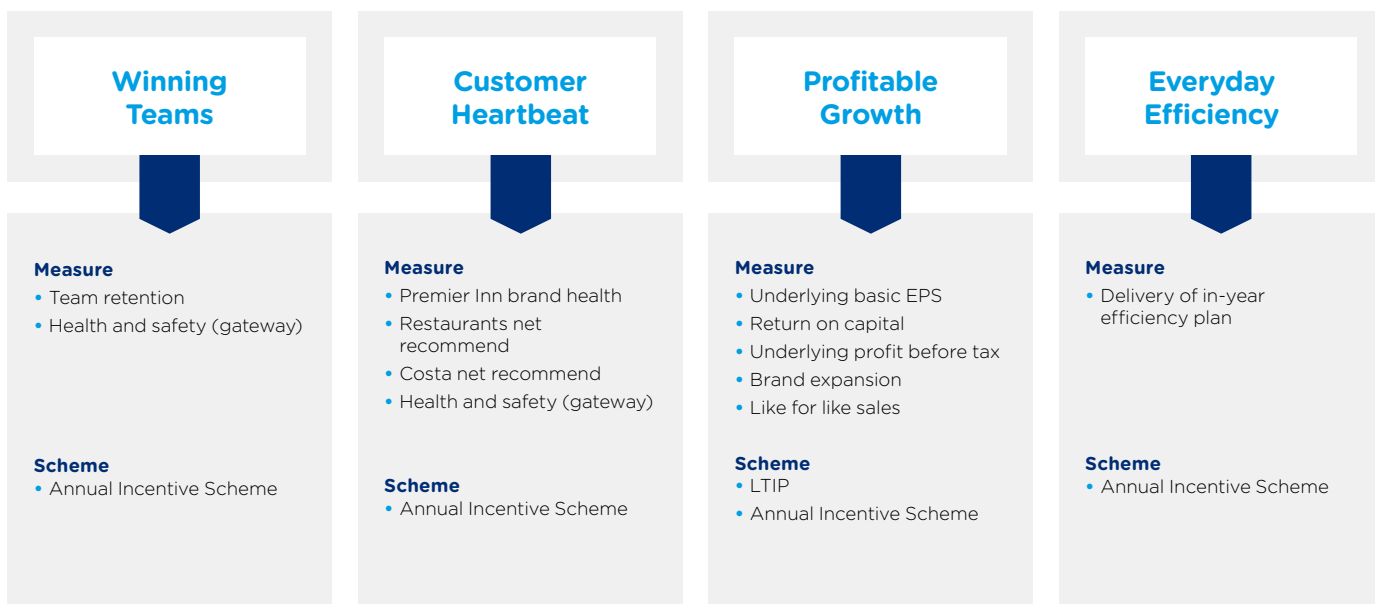 Winning
Teams
Measure
• Team retention
• Health and safety (gateway)
Scheme
• Annual Incentive Scheme
Customer
Heartbeat
Measure
• Premier Inn brand health
• Restaurants net
recommend
• Costa net recommend
• Health and safety (gateway)
Scheme
• Annual Incentive Scheme
Profitable
Growth
Measure
• Underlying basic EPS
• Return on capital
• Underlying profit before tax
• Brand expansion
• Like for like sales
Scheme
• LTIP
• Annual Incentive Scheme
Everyday
Efficiency
Measure
• Delivery of in-year
efficiency plan
Scheme
• Annual Incentive Scheme